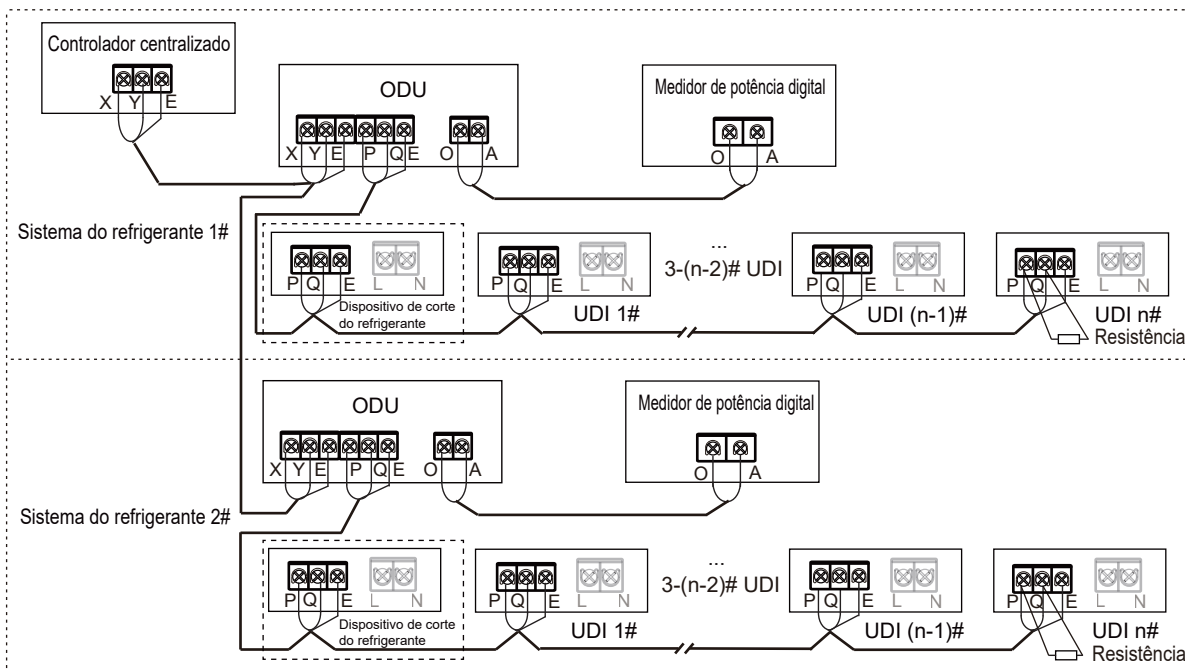 Controlador centralizado
X Y E
ODU
X Y E P Q E O A
Medidor de potência digital
O A
Sistema do refrigerante 1#
P Q E L N
Dispositivo de corte
do refrigerante
P Q E L N
UDI 1#
...
3-(n-2)# UDI
P Q E L N
UDI (n-1)#
P Q E L N
UDI n#
Resistência
ODU
X Y E P Q E O A
Medidor de potência digital
O A
Sistema do refrigerante 2#
P Q E L N
Dispositivo de corte
do refrigerante
P Q E L N
UDI 1#
...
3-(n-2)# UDI
P Q E L N
UDI (n-1)#
P Q E L N
UDI n#
Resistência